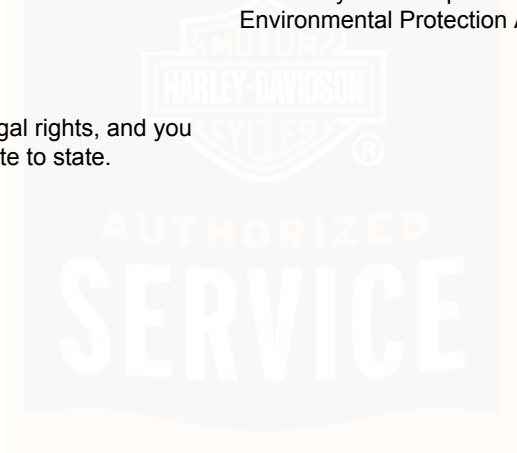 Environmental Protection
gal rights, and you
te to state.
MOTOR
HARLEY-DAVIDSON
CYCLES
®
AUTHORIZED
SERVICE